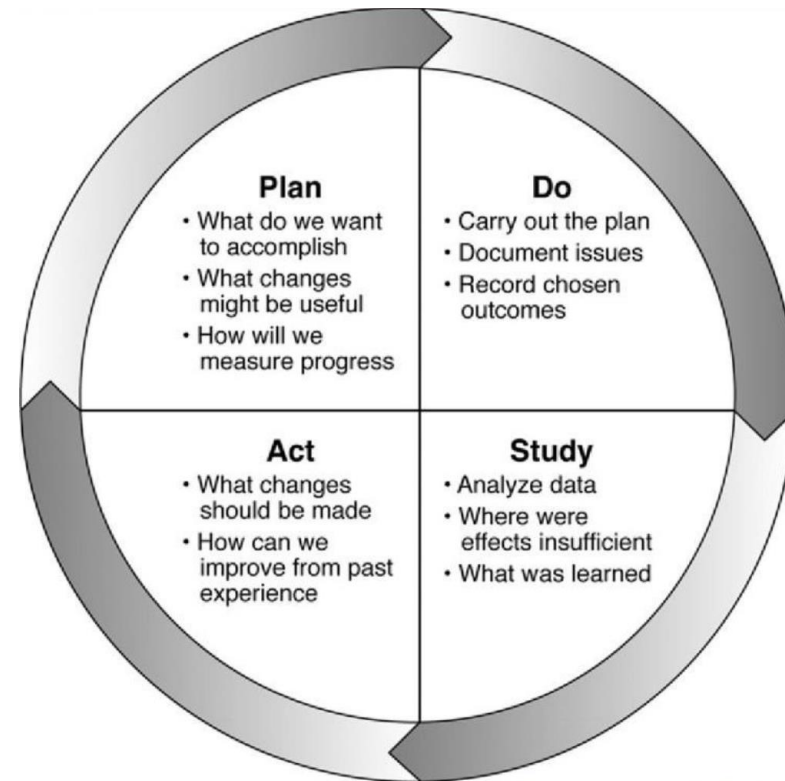 Plan
• What do we want
to accomplish
• What changes
might be useful
• How will we
measure progress
Do
• Carry out the plan
• Document issues
• Record chosen
outcomes
Act
• What changes
should be made
• How can we
improve from past
experience
Study
• Analyze data
• Where were
effects insufficient
• What was learned